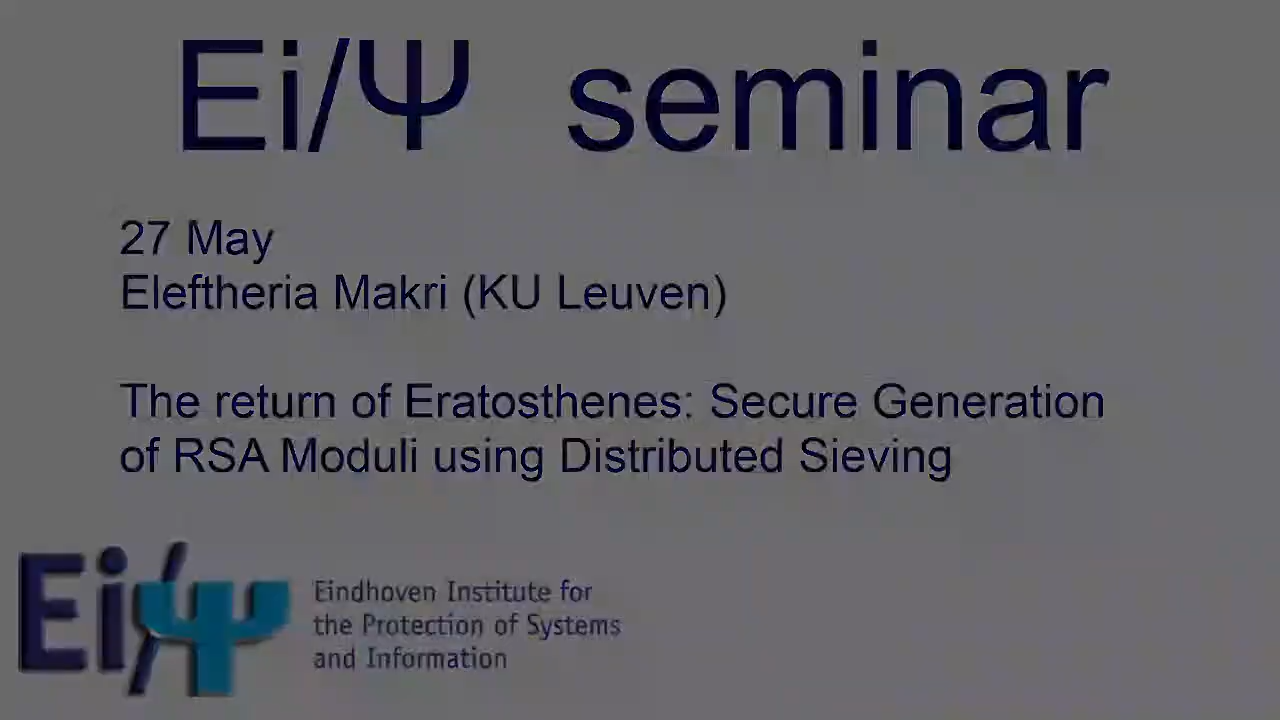 Ei/Ψ seminar
27 May
Eleftheria Makri (KU Leuven)
The return of Eratosthenes: Secure Generation
of RSA Moduli using Distributed Sieving
Ei/Ψ
Eindhoven Institute for
the Protection of Systems
and Information